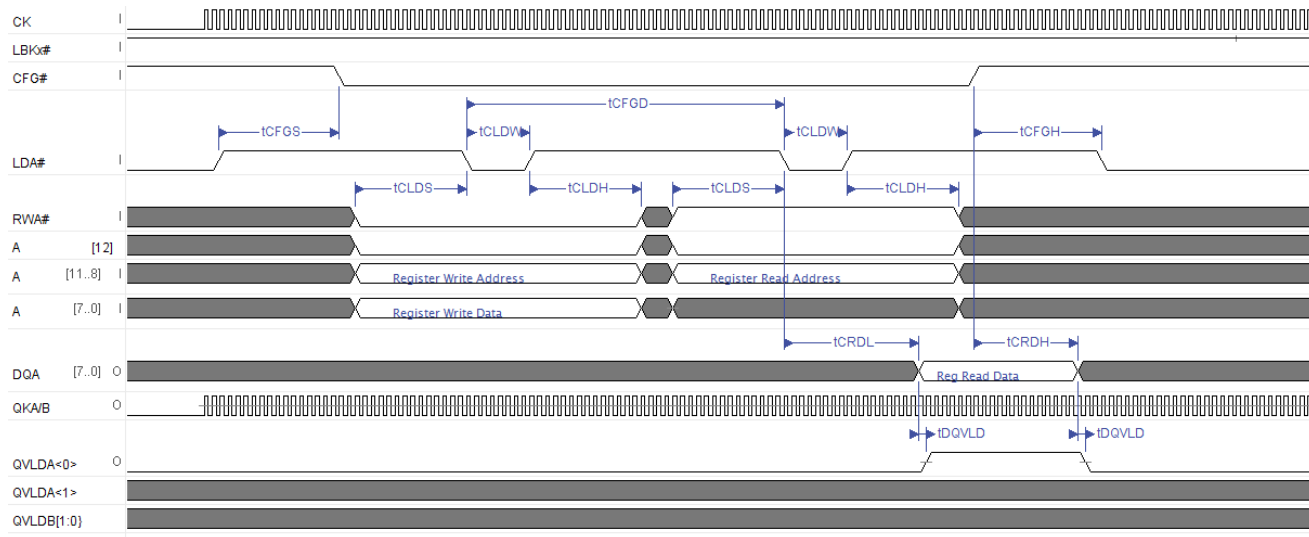 CK I
LBKx# I
CFG# I
tCFGD
tCFGS tCLDW tCLDW tCFGH
LDA# I
tCLDS tCLDH tCLDS tCLDH
RWA# I
A [12]
A [11..8] I Register Write Address Register Read Address
A [7..0] I Register Write Data
tCRDL tCRDH
DQA [7..0] O Reg Read Data
QKA/B O
tDQVLD tDQVLD
QVLDA<0> O
QVLDA<1>
QVLDB[1:0}